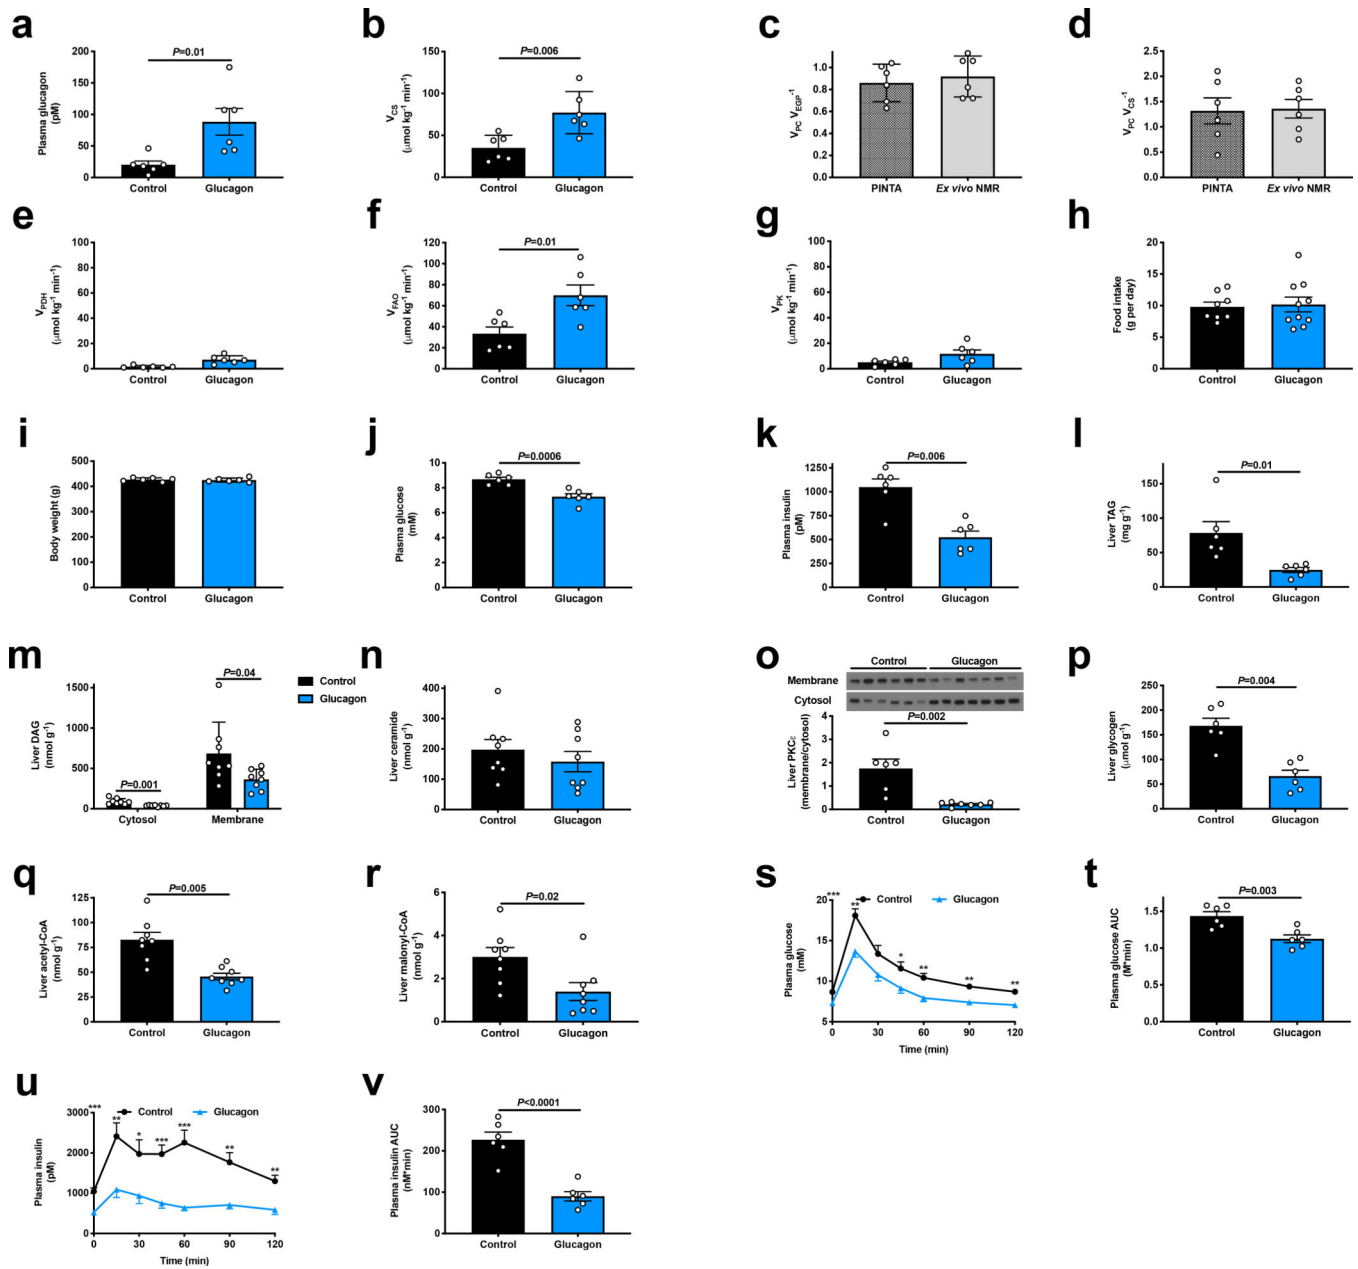 a
Plasma glucagon
(pM)
200
150
100
50
0
P=0.01
Control
Glucagon
b
V_CS
(μmol kg⁻¹ min⁻¹)
150
100
50
0
P=0.006
Control
Glucagon
c
V_PC V_EGP⁻¹
1.0
0.8
0.6
0.4
0.2
0.0
PINTA
Ex vivo NMR
d
V_PC V_CS⁻¹
2.5
2.0
1.5
1.0
0.5
0.0
PINTA
Ex vivo NMR
e
V_PDH
(μmol kg⁻¹ min⁻¹)
100
80
60
40
20
0
Control
Glucagon
f
V_FAO
(μmol kg⁻¹ min⁻¹)
120
100
80
60
40
20
0
P=0.01
Control
Glucagon
g
V_PK
(μmol kg⁻¹ min⁻¹)
100
80
60
40
20
0
Control
Glucagon
h
Food intake
(g per day)
20
15
10
5
0
Control
Glucagon
i
Body weight (g)
500
400
300
200
100
0
Control
Glucagon
j
Plasma glucose
(mM)
10
8
6
4
2
0
P=0.0006
Control
Glucagon
k
Plasma insulin
(pM)
1250
1000
750
500
250
0
P=0.006
Control
Glucagon
l
Liver TAG
(mg g⁻¹)
200
150
100
50
0
P=0.01
Control
Glucagon
m
Liver DAG
(nmol g⁻¹)
1500
1000
500
0
P=0.001
P=0.04
Cytosol
Membrane
Control
Glucagon
n
Liver ceramide
(nmol g⁻¹)
400
300
200
100
0
Control
Glucagon
o
Control
Glucagon
Membrane
Cytosol
Liver PKCε
(membrane/cytosol)
4
3
2
1
0
P=0.002
Control
Glucagon
p
Liver glycogen
(μmol g⁻¹)
250
200
150
100
50
0
P=0.004
Control
Glucagon
q
Liver acetyl-CoA
(nmol g⁻¹)
125
100
75
50
25
0
P=0.005
Control
Glucagon
r
Liver malonyl-CoA
(nmol g⁻¹)
6
4
2
0
P=0.02
Control
Glucagon
s
Plasma glucose
(mM)
20
15
10
5
***
**
*
**
**
**
Control
Glucagon
0
30
60
90
120
Time (min)
t
Plasma glucose AUC
(M*min)
1.5
1.0
0.5
0.0
P=0.003
Control
Glucagon
u
Plasma insulin
(pM)
3000
2000
1000
0
***
**
*
***
***
**
**
Control
Glucagon
0
30
60
90
120
Time (min)
v
Plasma insulin AUC
(nM*min)
300
200
100
0
P<0.0001
Control
Glucagon